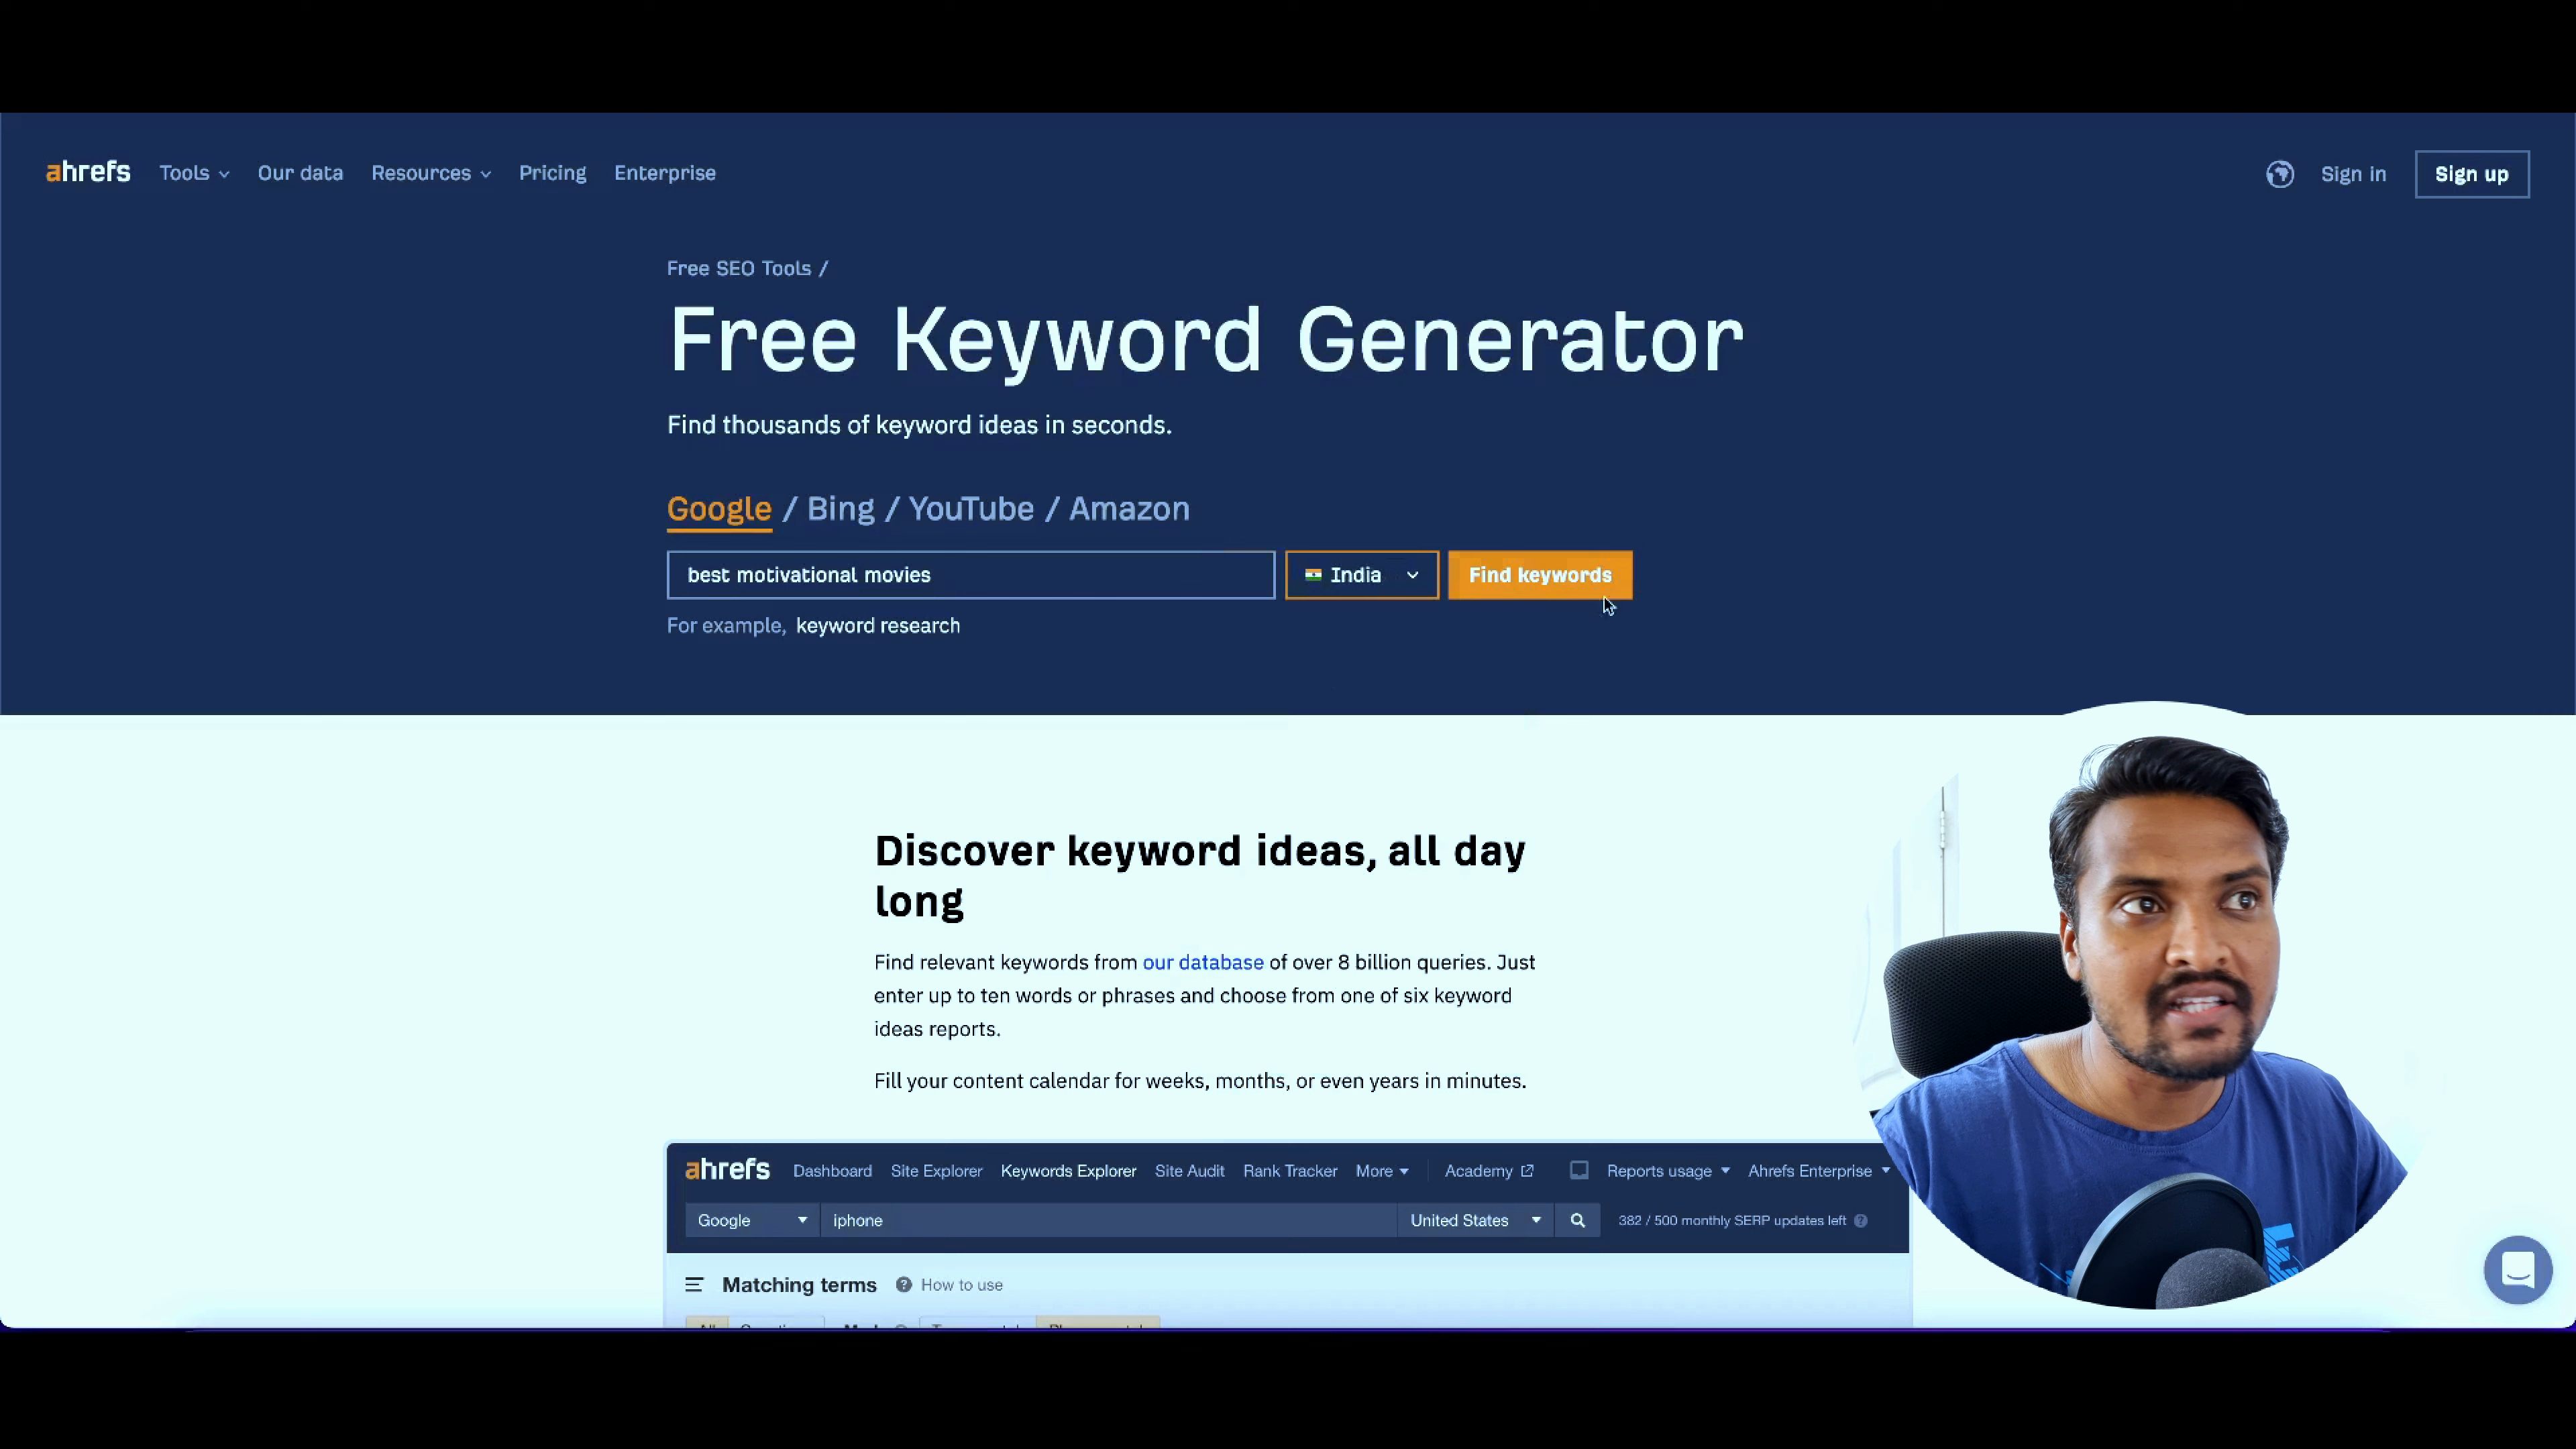 ahrefs Tools Our data Resources Pricing Enterprise Sign in Sign up
Free SEO Tools /
Free Keyword Generator
Find thousands of keyword ideas in seconds.
Google / Bing / YouTube / Amazon
best motivational movies India Find keywords
For example, keyword research
Discover keyword ideas, all day
long
Find relevant keywords from our database of over 8 billion queries. Just
enter up to ten words or phrases and choose from one of six keyword
ideas reports.
Fill your content calendar for weeks, months, or even years in minutes.
ahrefs Dashboard Site Explorer Keywords Explorer Site Audit Rank Tracker More Academy Reports usage Ahrefs Enterprise
Google iphone United States 382 / 500 monthly SERP updates left ?
Matching terms ? How to use